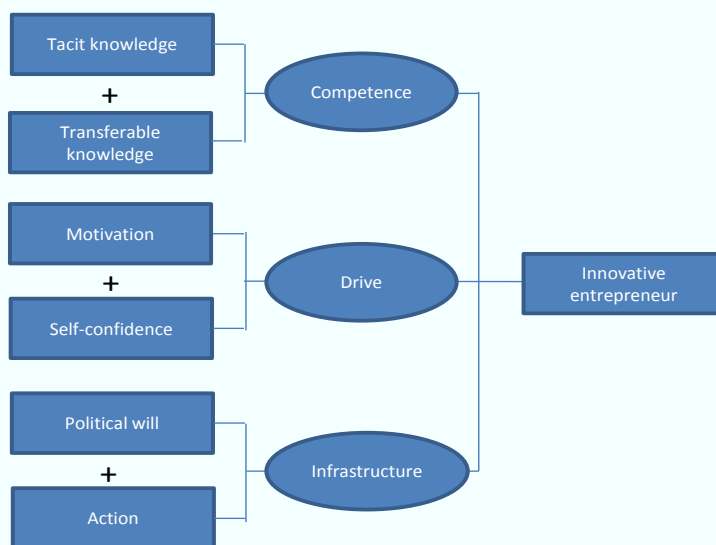 Tacit knowledge
+
Transferable
knowledge
Competence
Motivation
+
Self-confidence
Drive
Innovative
entrepreneur
Political will
+
Action
Infrastructure